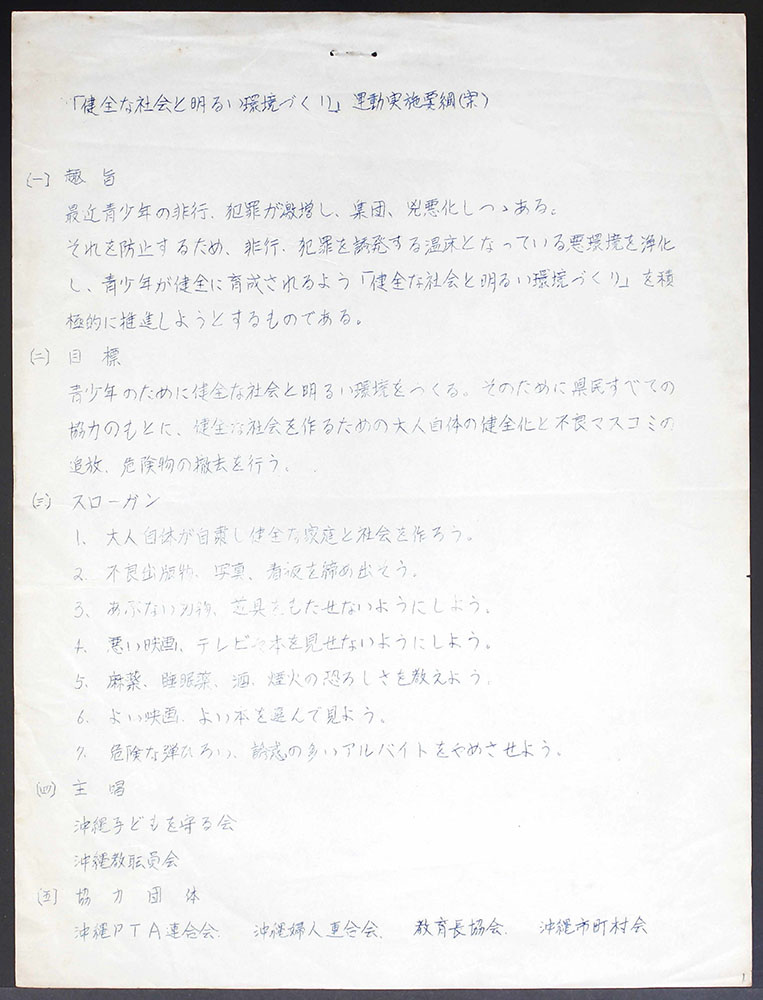 「健全な社会と明るい環境づくり」運動実施要綱(案)
(一) 趣旨
最近青少年の非行、犯罪が激増し、集団、兇悪化しつゝある。
それを防止するため、非行、犯罪を誘発する温床となっている悪環境を浄化
し、青少年が健全に育成されるよう「健全な社会と明るい環境づくり」を積
極的に推進しようとするものである。
(二) 目標
青少年のために健全な社会と明るい環境をつくる。そのために県民すべての
協力のもとに、健全な社会を作るための大人自体の健全化と不良マスコミの
追放、危険物の撤去を行う。
(三) スローガン
1、大人自体が自粛し健全な家庭と社会を作ろう。
2、不良出版物、写真、看板を締め出そう。
3、あぶない刃物、芝具をもたせないようにしよう。
4、悪い映画、テレビや本を見せないようにしよう。
5、麻薬、睡眠薬、酒、煙火の恐ろしさを教えよう。
6、よい映画、よい本を選んで見よう。
7、危険な弾ひろい、誘惑の多いアルバイトをやめさせよう。
(四) 主唱
沖縄子どもを守る会
沖縄教職員会
(五) 協力団体
沖縄PTA連合会、 沖縄婦人連合会、 教育長協会、 沖縄市町村会
1